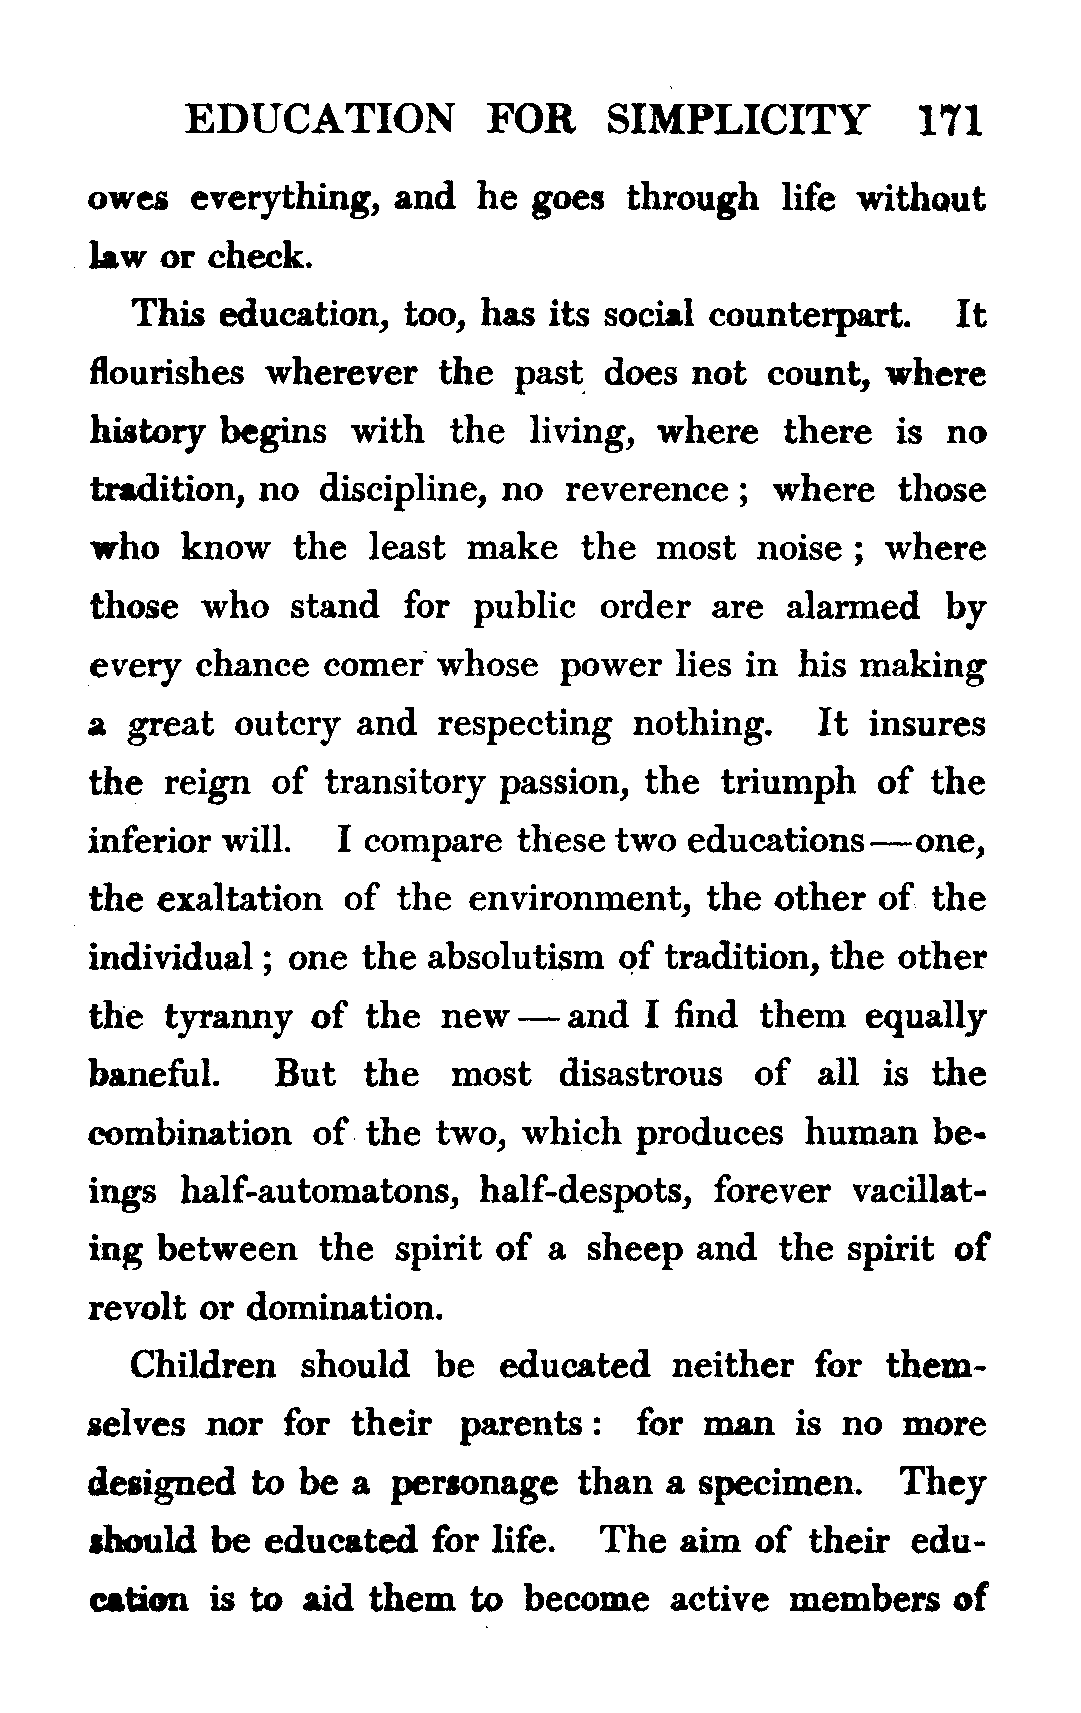 EDUCATION FOR SIMPLICITY 171
owes everything, and he goes through life without
law or check.
This education, too, has its social counterpart. It
flourishes wherever the past does not count, where
history begins with the living, where there is no
tradition, no discipline, no reverence ; where those
who know the least make the most noise ; where
those who stand for public order are alarmed by
every chance comer whose power lies in his making
a great outcry and respecting nothing. It insures
the reign of transitory passion, the triumph of the
inferior will. I compare these two educations—one,
the exaltation of the environment, the other of the
individual ; one the absolutism of tradition, the other
the tyranny of the new — and I find them equally
baneful. But the most disastrous of all is the
combination of the two, which produces human be-
ings half-automatons, half-despots, forever vacillat-
ing between the spirit of a sheep and the spirit of
revolt or domination.
Children should be educated neither for them-
selves nor for their parents : for man is no more
designed to be a personage than a specimen. They
should be educated for life. The aim of their edu-
cation is to aid them to become active members of